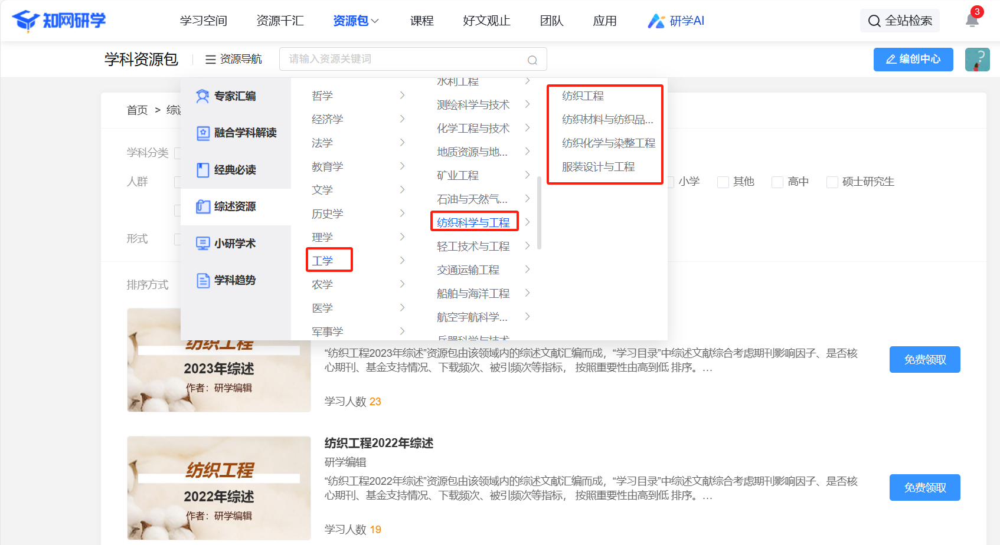 知网研学
学习空间 资源千汇 资源包 课程 好文观止 团队 应用 研学AI 全站检索 3
学科资源包 资源导航 请输入资源关键词 编创中心
首页 > 综
学科分类
人群
形式
排序方式
专家汇编
融合学科解读
经典必读
综述资源
小研学术
学科趋势
哲学
经济学
法学
教育学
文学
历史学
理学
工学
农学
医学
军事学
水利工程
测绘科学与技术
化学工程与技术
地质资源与地...
矿业工程
石油与天然气...
纺织科学与工程
轻工技术与工程
交通运输工程
船舶与海洋工程
航空宇航科学...
兵器科学与技术
纺织工程
纺织材料与纺织品...
纺织化学与染整工程
服装设计与工程
小学 其他 高中 硕士研究生
纺织工程
2023年综述
作者：研学编辑
“纺织工程2023年综述”资源包由该领域内的综述文献汇编而成，“学习目录”中综述文献综合考虑期刊影响因子、是否核
心期刊、基金支持情况、下载频次、被引频次等指标， 按照重要性由高到低 排序。…
学习人数 23
免费领取
纺织工程
2022年综述
作者：研学编辑
纺织工程2022年综述
研学编辑
“纺织工程2022年综述”资源包由该领域内的综述文献汇编而成，“学习目录”中综述文献综合考虑期刊影响因子、是否核
心期刊、基金支持情况、下载频次、被引频次等指标， 按照重要性由高到低 排序。…
学习人数 19
免费领取